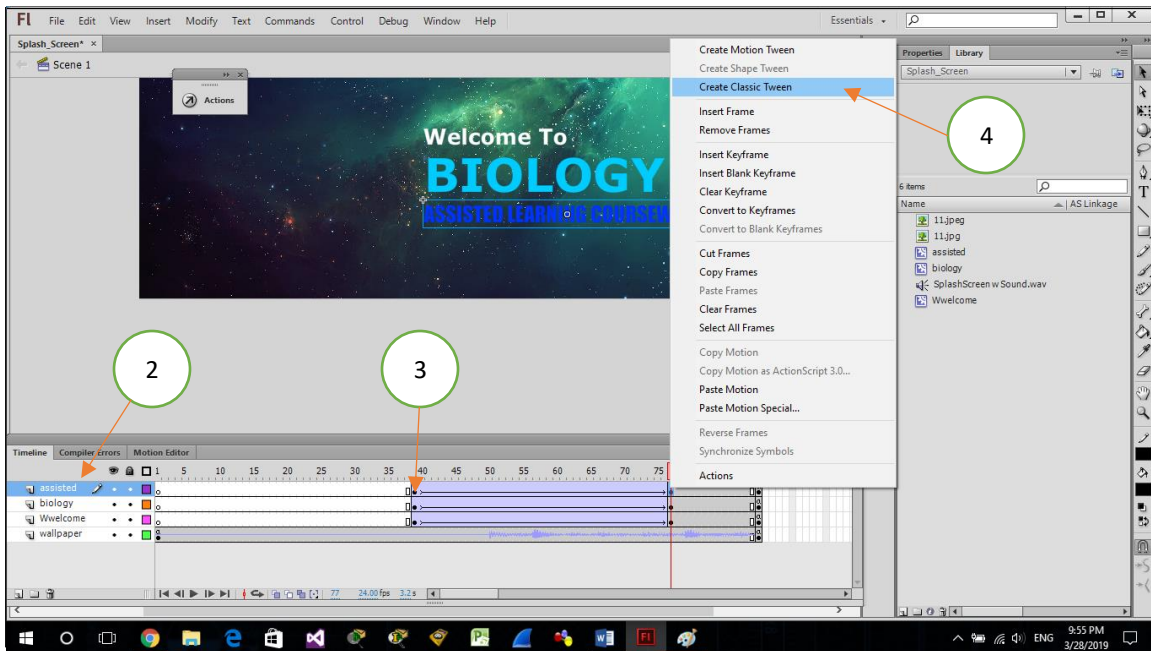 Fl File Edit View Insert Modify Text Commands Control Debug Window Help Essentials
Splash_Screen* ×
Scene 1
Actions
Welcome To
BIOLOGY
ASSISTED LEARNING COURSEW
Create Motion Tween
Create Shape Tween
Create Classic Tween
Insert Frame
Remove Frames
Insert Keyframe
Insert Blank Keyframe
Clear Keyframe
Convert to Keyframes
Convert to Blank Keyframes
Cut Frames
Copy Frames
Paste Frames
Clear Frames
Select All Frames
Copy Motion
Copy Motion as ActionScript 3.0...
Paste Motion
Paste Motion Special...
Reverse Frames
Synchronize Symbols
Actions
4
Properties Library
Splash_Screen
6 items
Name AS Linkage
11.jpeg
11.jpg
assisted
biology
SplashScreen w Sound.wav
Wwelcome
2
3
Timeline Compiler Errors Motion Editor
1 5 10 15 20 25 30 35 40 45 50 55 60 65 70 75
assisted
biology
Wwelcome
wallpaper
77 24.00 fps 3.2 s
ENG
9:55 PM
3/28/2019